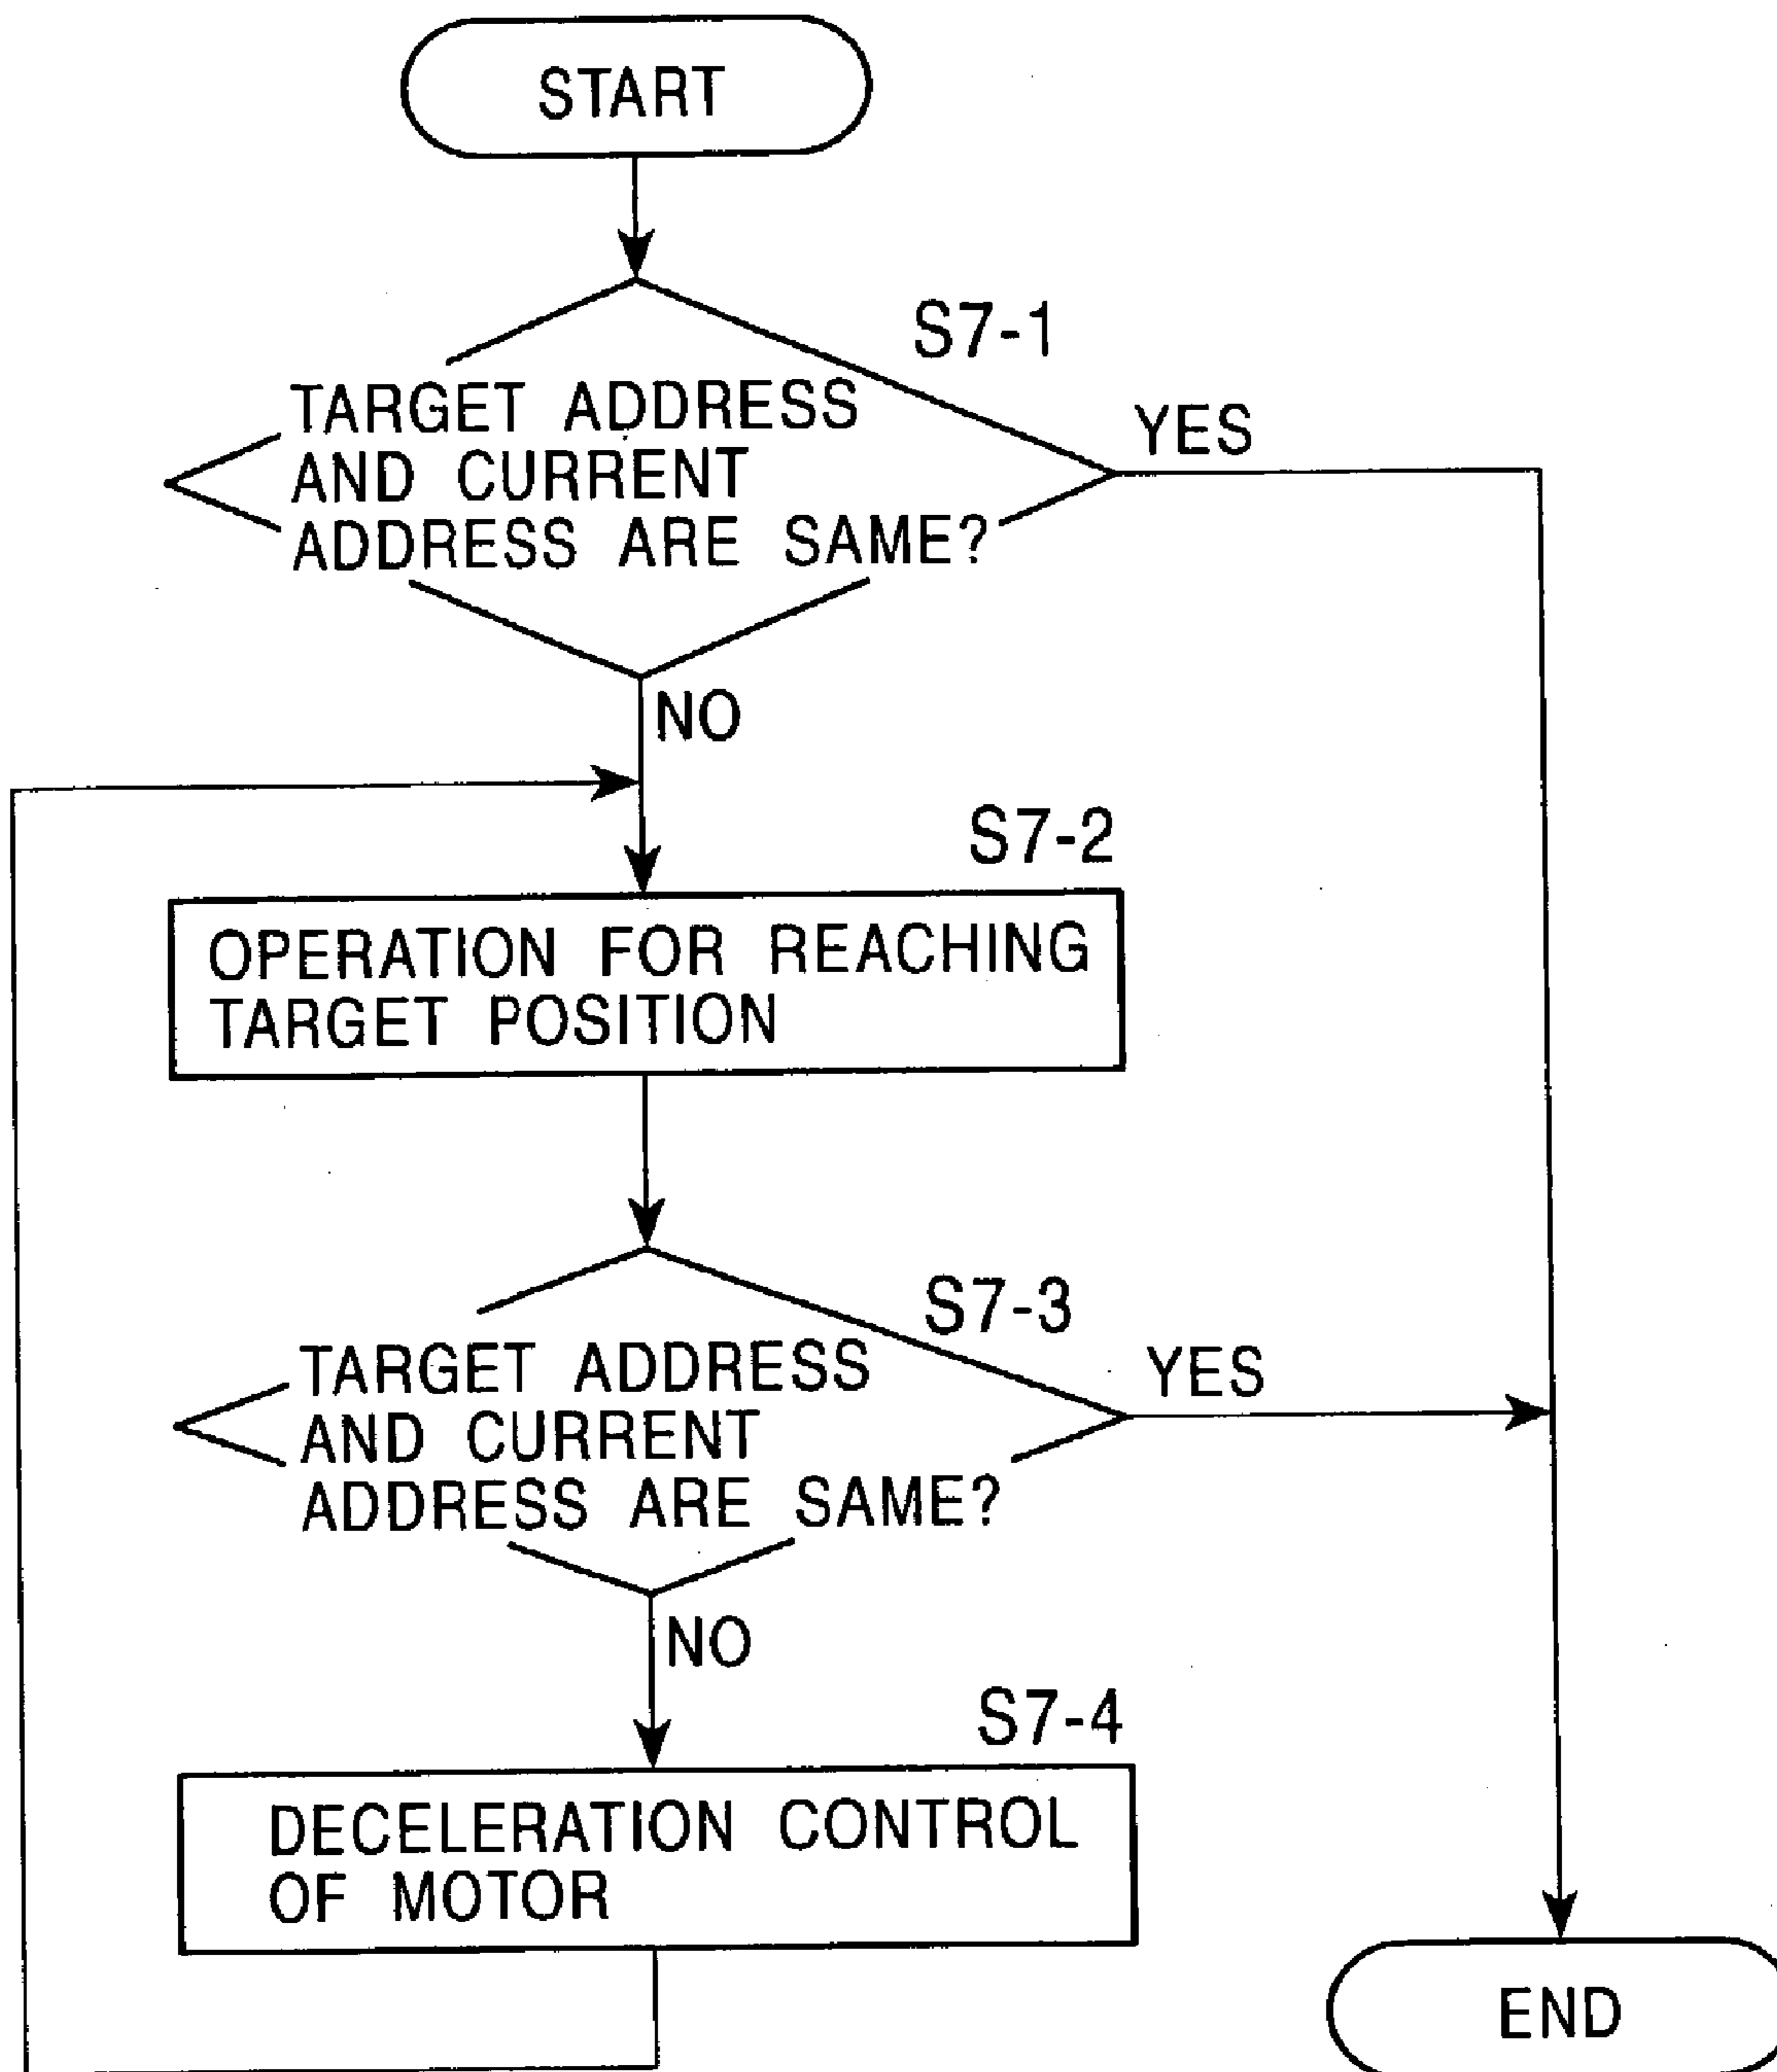 START
S7-1
TARGET ADDRESS
AND CURRENT
ADDRESS ARE SAME?
YES
NO
S7-2
OPERATION FOR REACHING
TARGET POSITION
S7-3
TARGET ADDRESS
AND CURRENT
ADDRESS ARE SAME?
YES
NO
S7-4
DECELERATION CONTROL
OF MOTOR
END